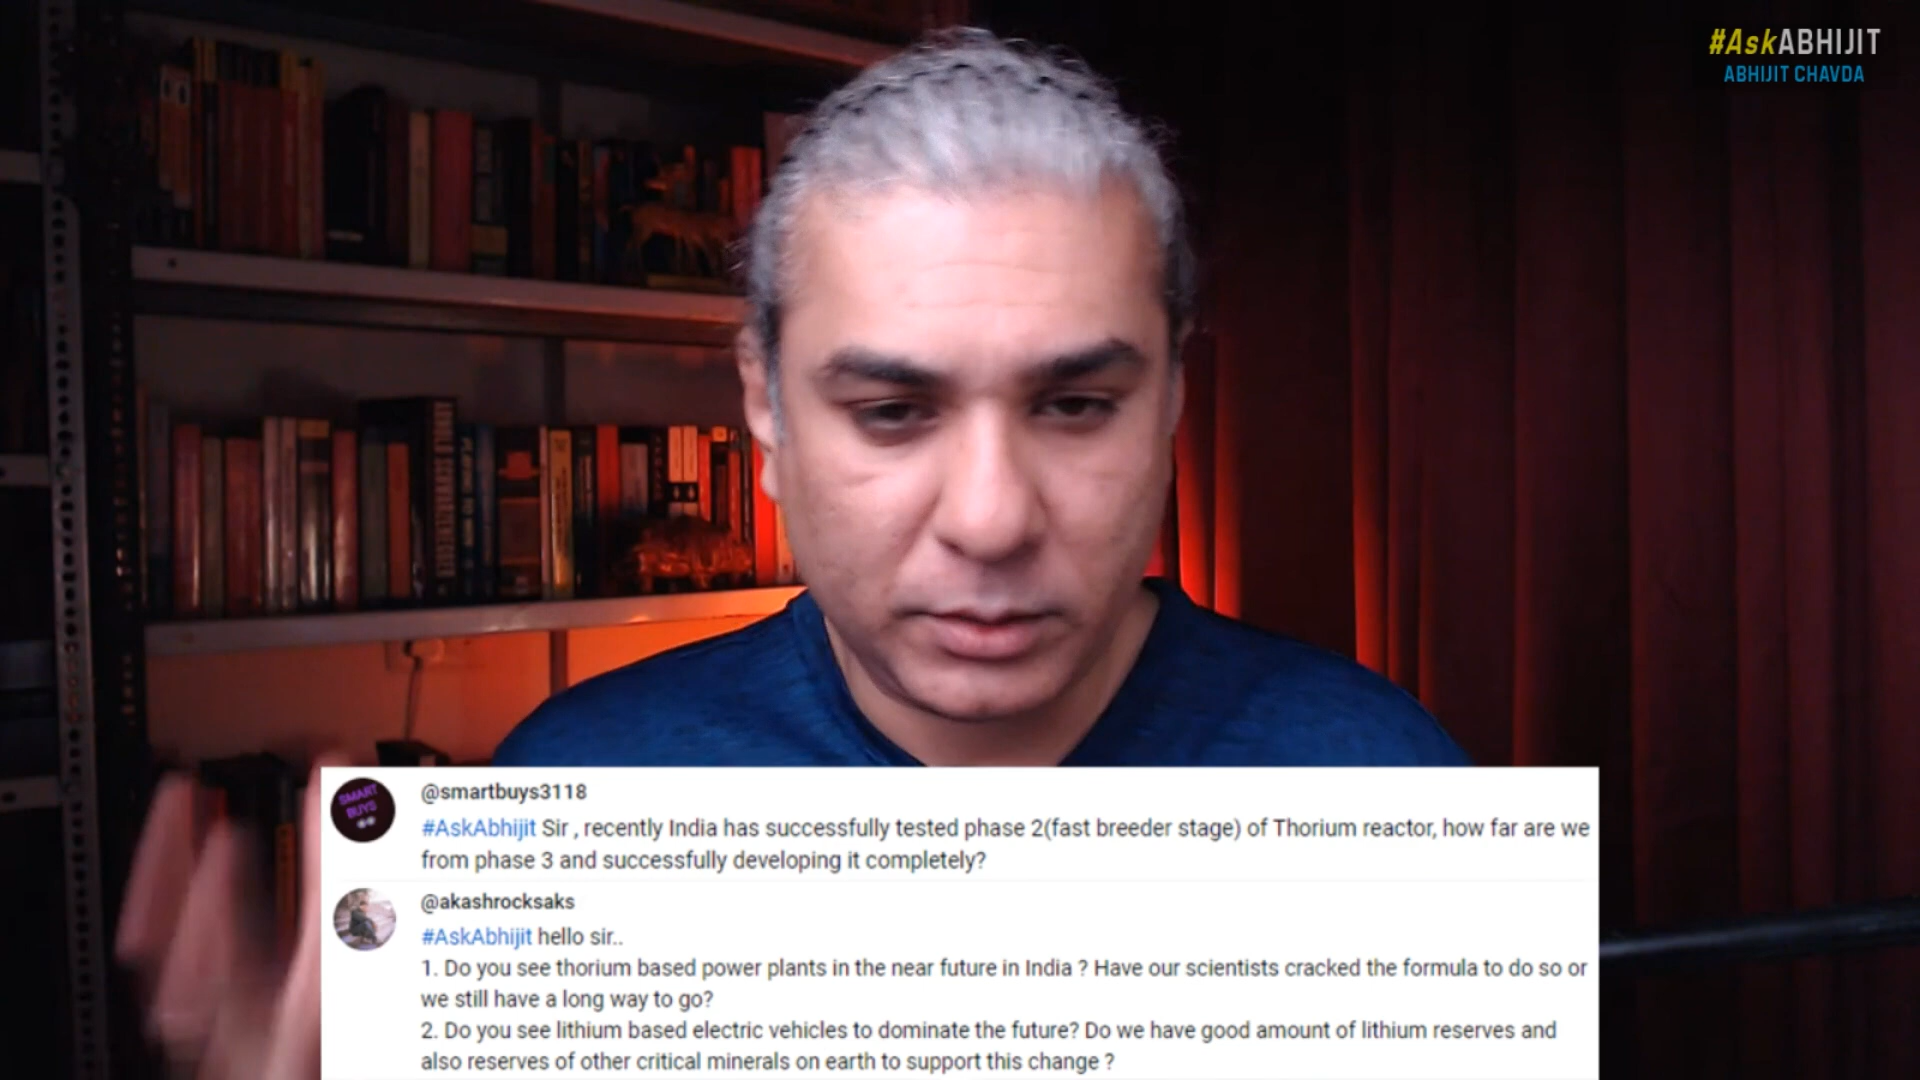 #AskABHIJIT
ABHIJIT CHAVDA
SMART
BUYS
@smartbuys3118
#AskAbhijit Sir , recently India has successfully tested phase 2(fast breeder stage) of Thorium reactor, how far are we
from phase 3 and successfully developing it completely?
@akashrocksaks
#AskAbhijit hello sir..
1. Do you see thorium based power plants in the near future in India ? Have our scientists cracked the formula to do so or
we still have a long way to go?
2. Do you see lithium based electric vehicles to dominate the future? Do we have good amount of lithium reserves and
also reserves of other critical minerals on earth to support this change ?